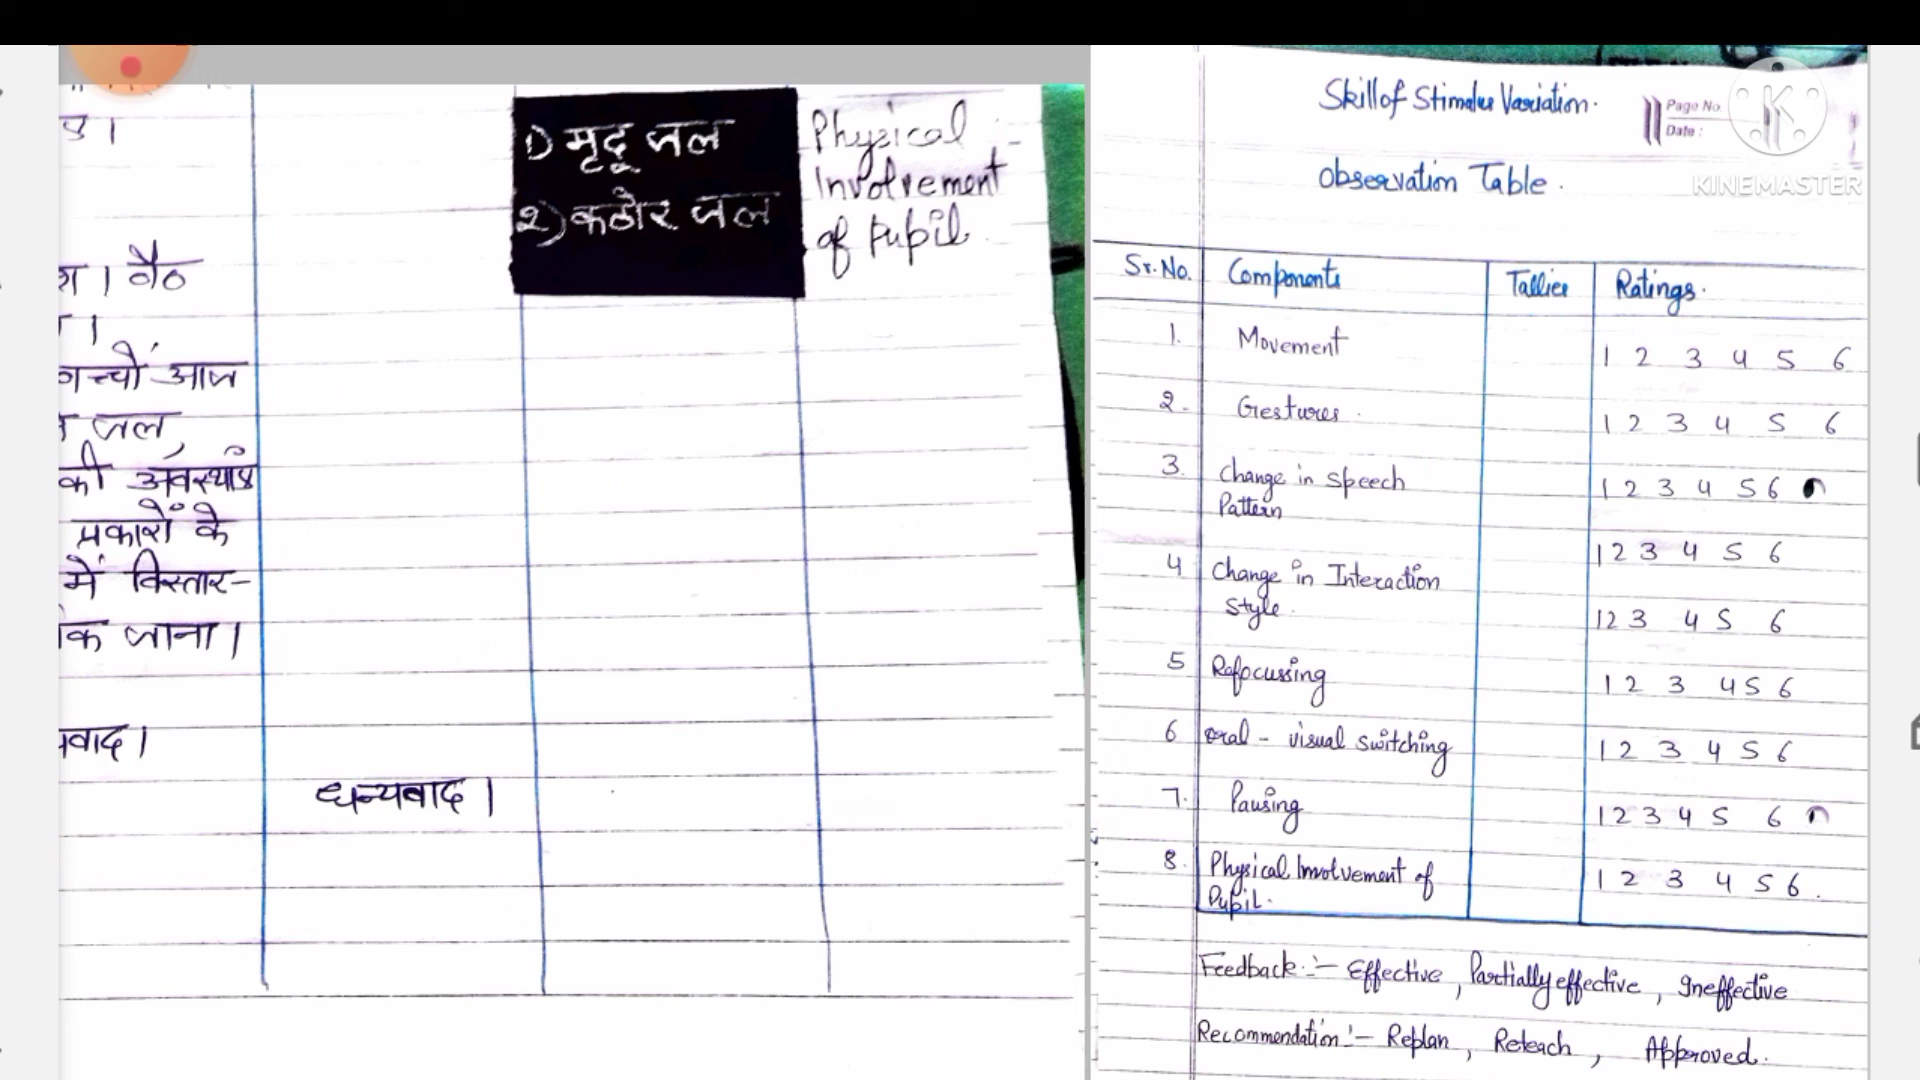 ड।
1) मृदू जल
२) कठोर जल
Physical
Involvement
of Pupil.
श। बैठ
बच्चों आज
जल,
की अवस्थाओं
प्रकारों के
में विस्तार-
जाना।
धन्यवाद।
Skill of Stimulus Variation.
Page No.
Date :
KINEMASTER
Observation Table.
Sr. No. Components Tallies Ratings.
1. Movement 1 2 3 4 5 6
2. Gestures. 1 2 3 4 5 6
3. Change in speech 1 2 3 4 5 6
Pattern
1 2 3 4 5 6
4 Change in Interaction
Style. 1 2 3 4 5 6
5 Refocussing 1 2 3 4 5 6
6 oral - visual switching 1 2 3 4 5 6
7. Pausing 1 2 3 4 5 6
8. Physical Involvement of 1 2 3 4 5 6.
Pupil.
Feedback :- Effective, Partially effective, Ineffective
Recommendation :- Replan, Reteach, Approved.